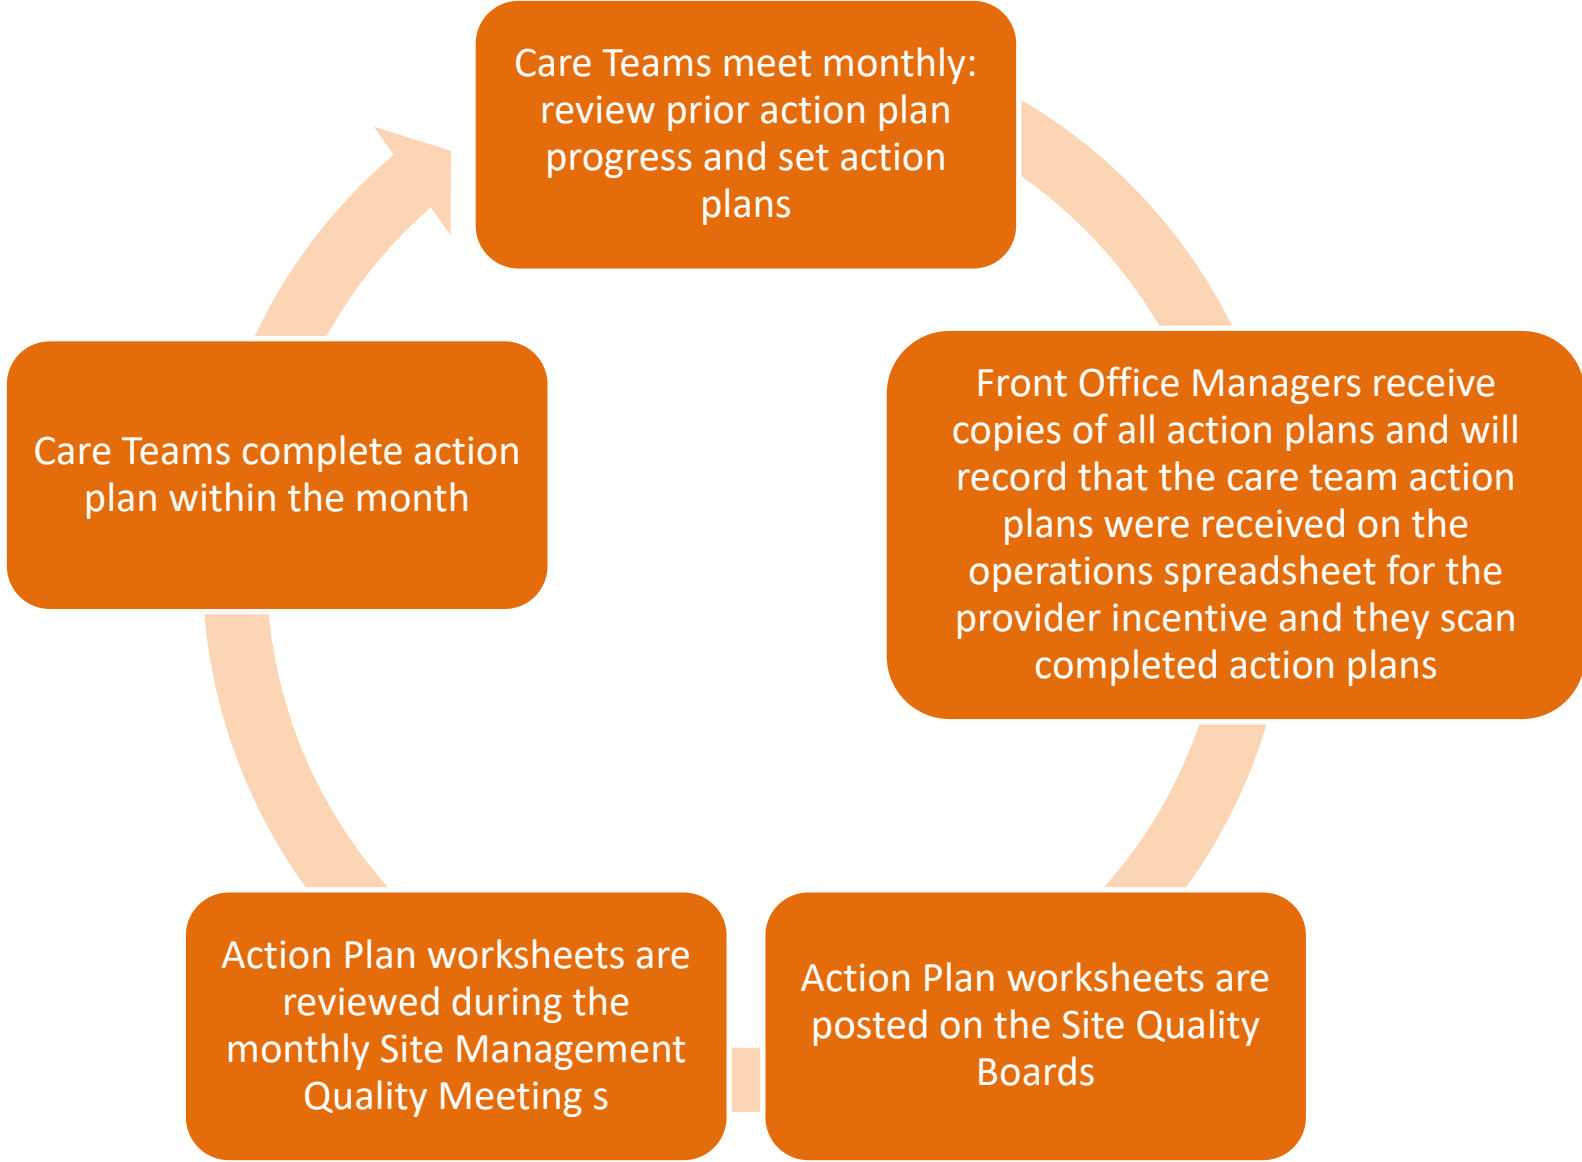 Care Teams meet monthly:
review prior action plan
progress and set action
plans
Front Office Managers receive
copies of all action plans and will
record that the care team action
plans were received on the
operations spreadsheet for the
provider incentive and they scan
completed action plans
Action Plan worksheets are
posted on the Site Quality
Boards
Action Plan worksheets are
reviewed during the
monthly Site Management
Quality Meeting s
Care Teams complete action
plan within the month